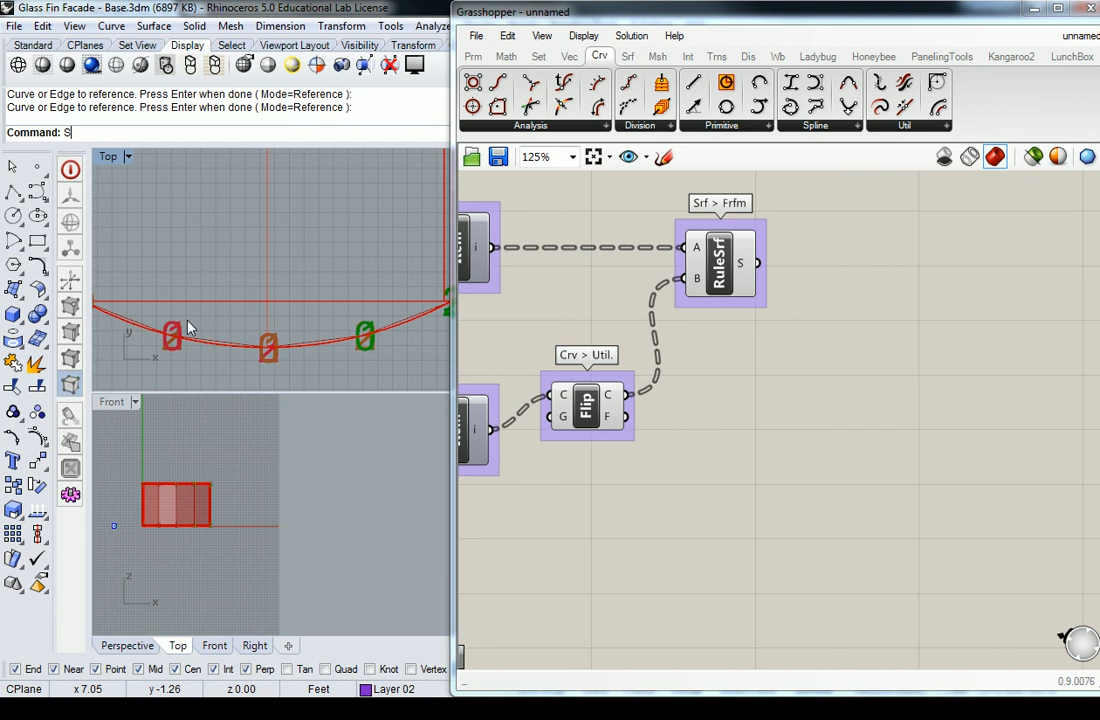 Glass Fin Facade - Base.3dm (6897 KB) - Rhinoceros 5.0 Educational Lab License
File Edit View Curve Surface Solid Mesh Dimension Transform Tools Analyze
Standard CPlanes Set View Display Select Viewport Layout Visibility Transform
Curve or Edge to reference. Press Enter when done ( Mode=Reference ):
Curve or Edge to reference. Press Enter when done ( Mode=Reference ):
Command: S
Top
y
x
Front
z
x
Perspective Top Front Right
End Near Point Mid Cen Int Perp Tan Quad Knot Vertex
CPlane x 7.05 y -1.26 z 0.00 Feet Layer 02
Grasshopper - unnamed
File Edit View Display Solution Help
unnamed
Prm Math Set Vec Crv Srf Msh Int Trns Dis Wb Ladybug Honeybee PanelingTools Kangaroo2 LunchBox
Analysis Division Primitive Spline Util
125%
Srf > Frfm
i
A
B
RuleSrf
S
Crv > Util.
i
C
G
Flip
C
F
0.9.0076